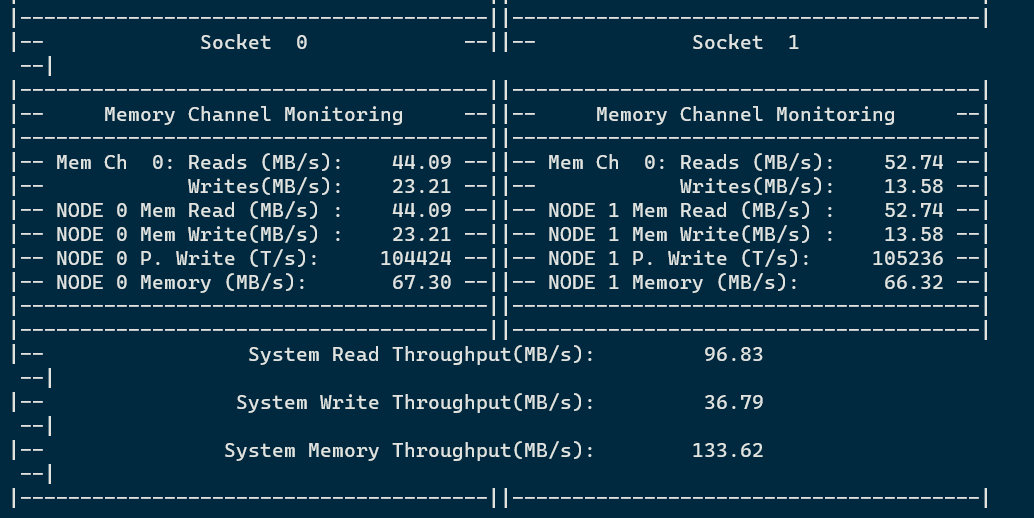 |---------------------------------------||---------------------------------------|
|--             Socket  0             --||--             Socket  1
 --|
|---------------------------------------||---------------------------------------|
|--     Memory Channel Monitoring     --||--     Memory Channel Monitoring     --|
|---------------------------------------||---------------------------------------|
|-- Mem Ch  0: Reads (MB/s):    44.09 --||-- Mem Ch  0: Reads (MB/s):    52.74 --|
|--            Writes(MB/s):    23.21 --||--            Writes(MB/s):    13.58 --|
|-- NODE 0 Mem Read (MB/s) :    44.09 --||-- NODE 1 Mem Read (MB/s) :    52.74 --|
|-- NODE 0 Mem Write(MB/s) :    23.21 --||-- NODE 1 Mem Write(MB/s) :    13.58 --|
|-- NODE 0 P. Write (T/s):     104424 --||-- NODE 1 P. Write (T/s):     105236 --|
|-- NODE 0 Memory (MB/s):       67.30 --||-- NODE 1 Memory (MB/s):       66.32 --|
|---------------------------------------||---------------------------------------|
|---------------------------------------||---------------------------------------|
|--                 System Read Throughput(MB/s):         96.83
 --|
|--                System Write Throughput(MB/s):         36.79
 --|
|--               System Memory Throughput(MB/s):        133.62
 --|
|---------------------------------------||---------------------------------------|